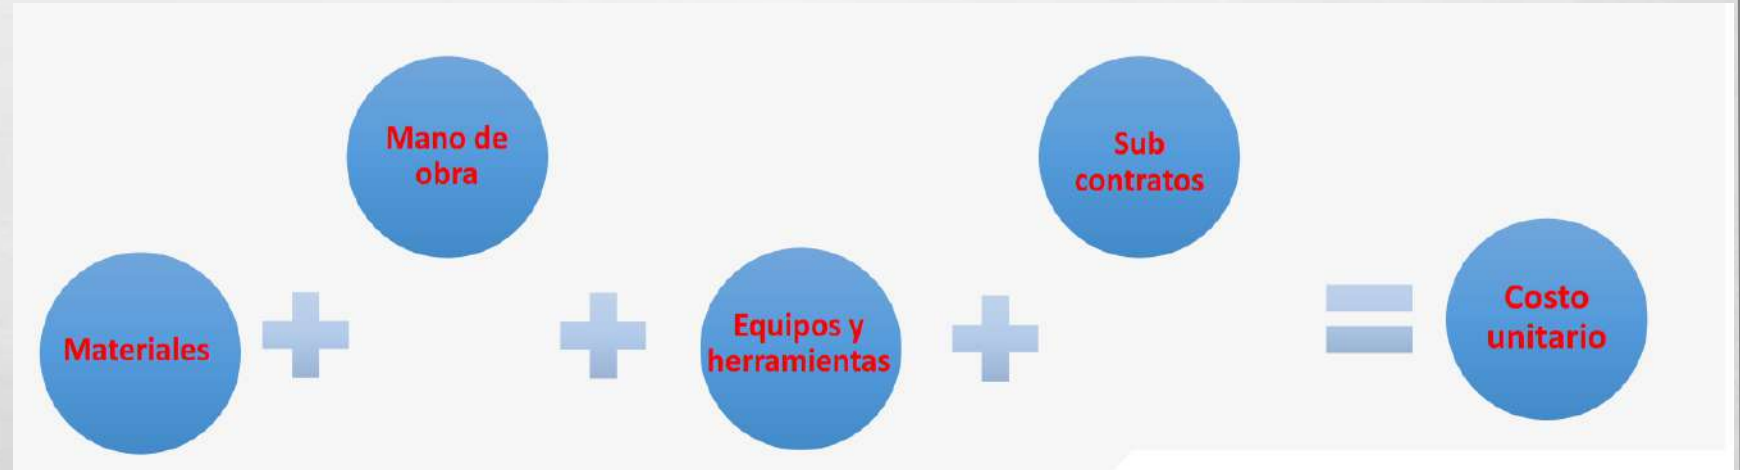 Materiales
Mano de
obra
Equipos y
herramientas
Sub
contratos
Costo
unitario